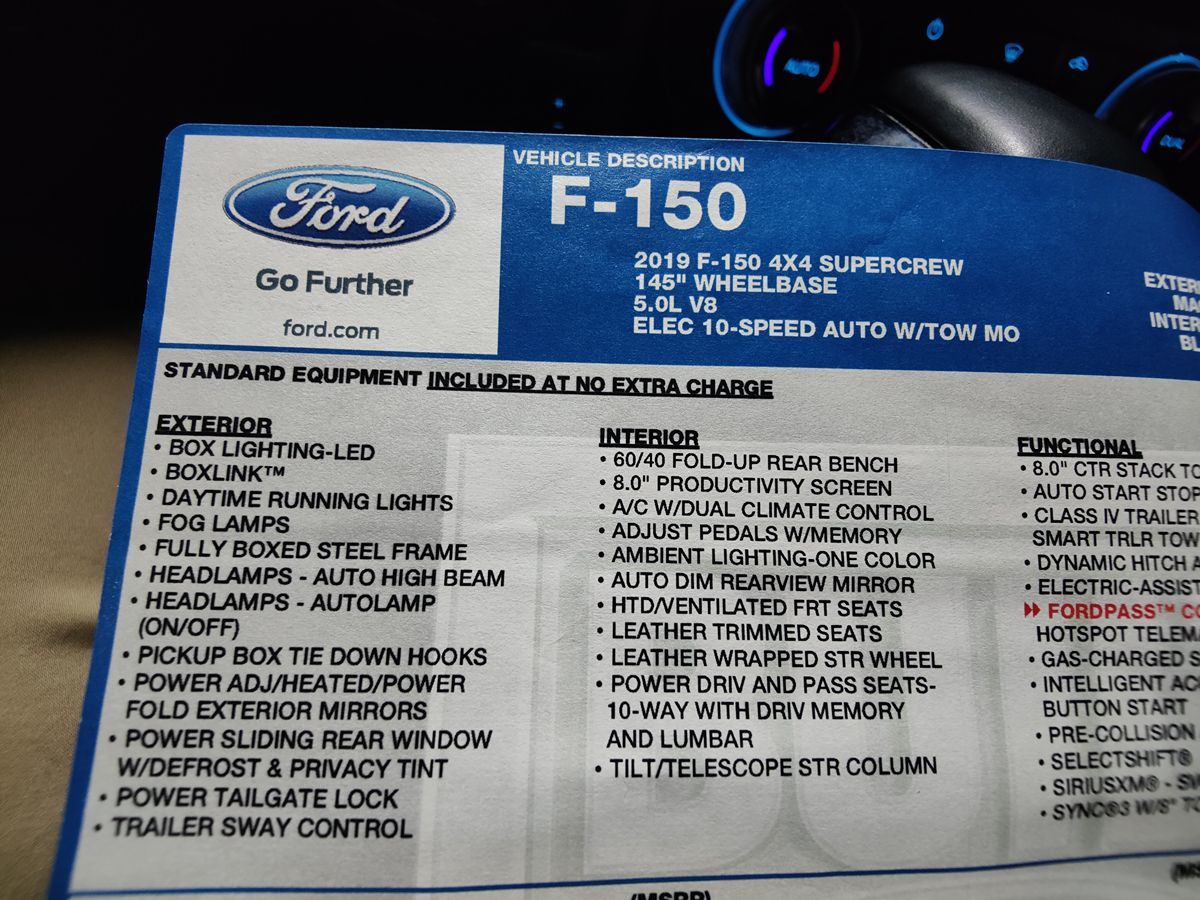 AUTO
DUAL
Ford
Go Further
ford.com
VEHICLE DESCRIPTION
F-150
2019 F-150 4X4 SUPERCREW
145" WHEELBASE
5.0L V8
ELEC 10-SPEED AUTO W/TOW MO
STANDARD EQUIPMENT INCLUDED AT NO EXTRA CHARGE
EXTERIOR
• BOX LIGHTING-LED
• BOXLINK™
• DAYTIME RUNNING LIGHTS
• FOG LAMPS
• FULLY BOXED STEEL FRAME
• HEADLAMPS - AUTO HIGH BEAM
• HEADLAMPS - AUTOLAMP
(ON/OFF)
• PICKUP BOX TIE DOWN HOOKS
• POWER ADJ/HEATED/POWER
FOLD EXTERIOR MIRRORS
• POWER SLIDING REAR WINDOW
W/DEFROST & PRIVACY TINT
• POWER TAILGATE LOCK
• TRAILER SWAY CONTROL
INTERIOR
• 60/40 FOLD-UP REAR BENCH
• 8.0" PRODUCTIVITY SCREEN
• A/C W/DUAL CLIMATE CONTROL
• ADJUST PEDALS W/MEMORY
• AMBIENT LIGHTING-ONE COLOR
• AUTO DIM REARVIEW MIRROR
• HTD/VENTILATED FRT SEATS
• LEATHER TRIMMED SEATS
• LEATHER WRAPPED STR WHEEL
• POWER DRIV AND PASS SEATS-
10-WAY WITH DRIV MEMORY
AND LUMBAR
• TILT/TELESCOPE STR COLUMN
FUNCTIONAL
• 8.0" CTR STACK
• AUTO START STOP
• CLASS IV TRAILER
SMART TRLR TOW
• DYNAMIC HITCH
• ELECTRIC-ASSIST
FORDPASS™
HOTSPOT
• GAS-CHARGED
• INTELLIGENT
BUTTON START
• PRE-COLLISION
• SELECTSHIFT®
• SIRIUSXM® -
• SYNC®3 W/8"
(MSRP)